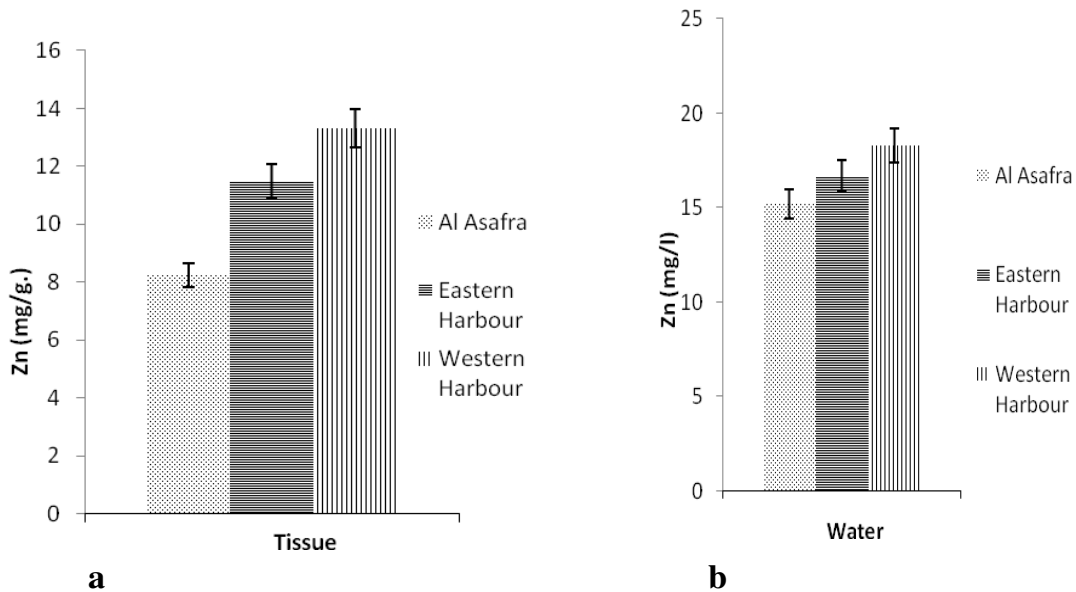 16
14
12
10
8
6
4
2
0
Zn (mg/g.)
Tissue
Al Asafra
Eastern
Harbour
Western
Harbour
a
25
20
15
10
5
0
Zn (mg/l)
Water
Al Asafra
Eastern
Harbour
Western
Harbour
b